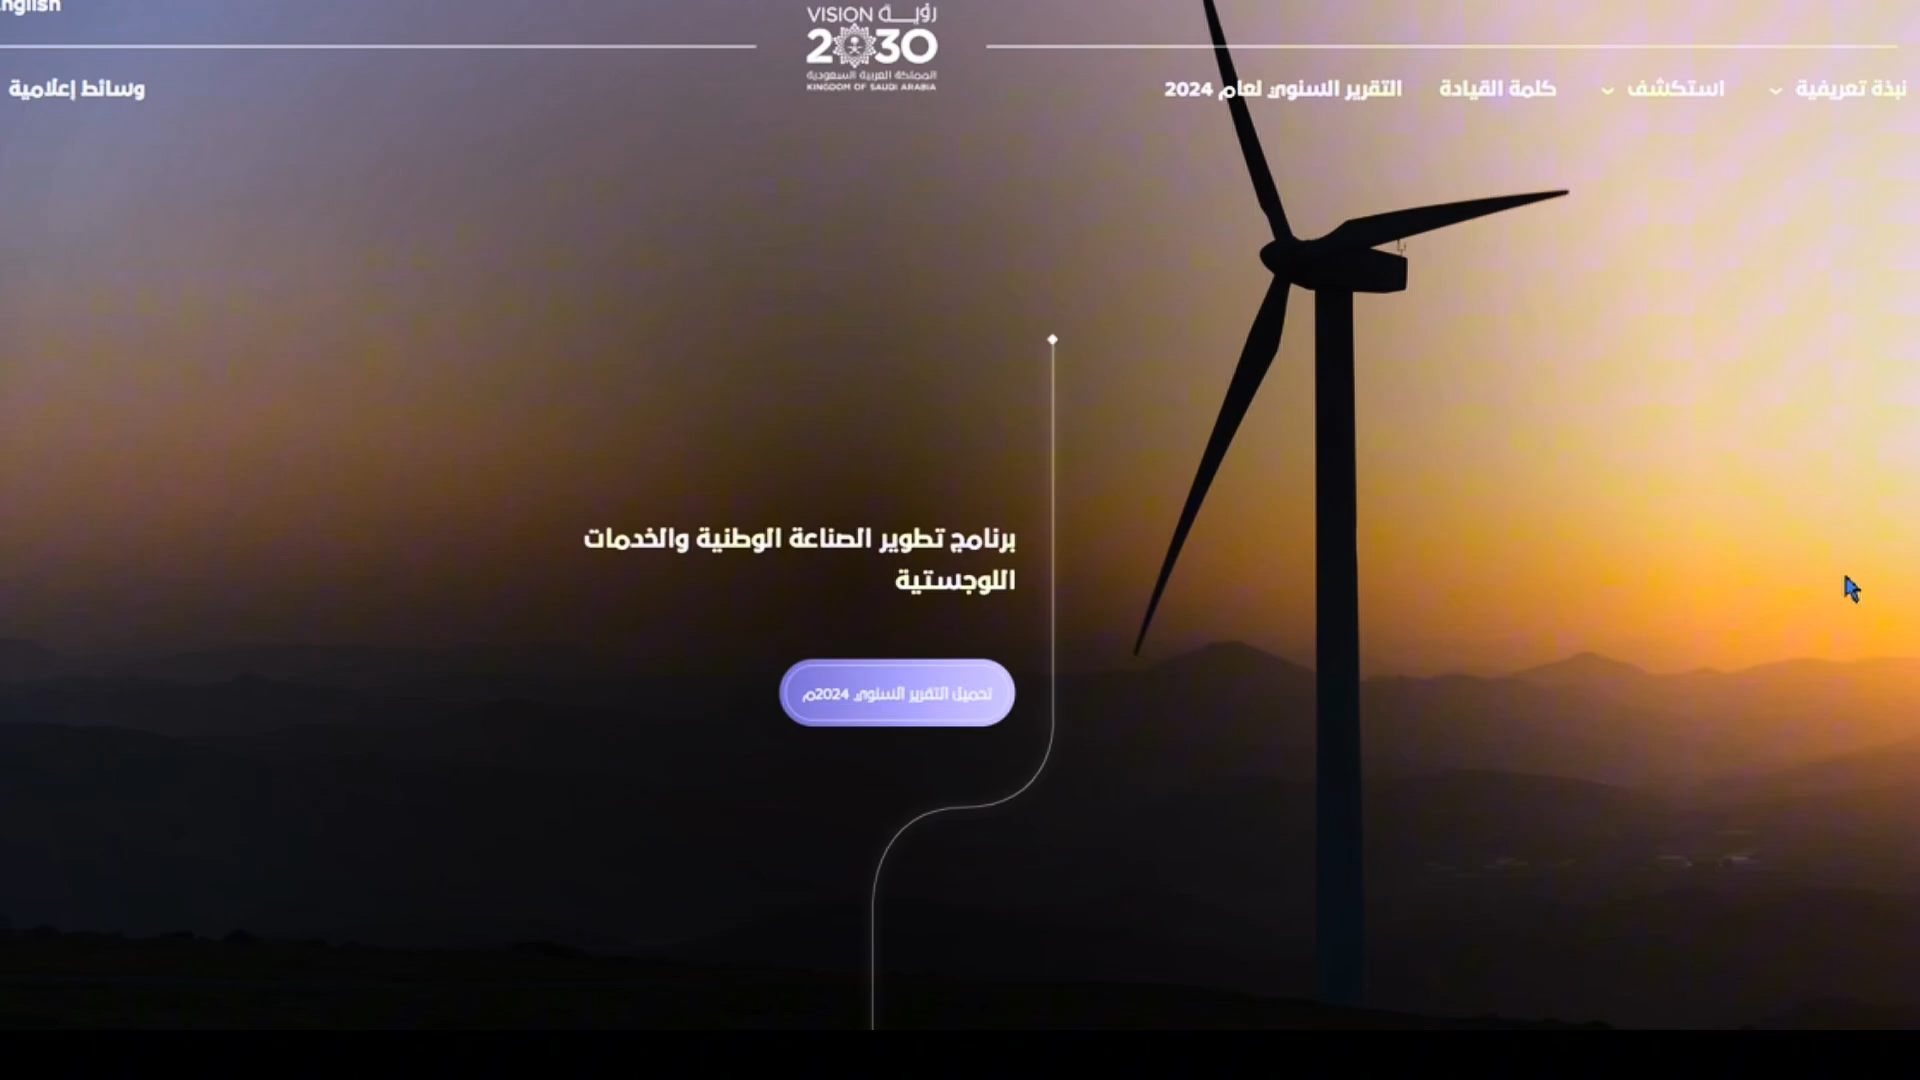 nglish
VISION رؤيـــة
2030
المملكة العربية السعودية
KINGDOM OF SAUDI ARABIA
نبذة تعريفية
استكشف
كلمة القيادة
التقرير السنوي لعام 2024
وسائط إعلامية
برنامج تطوير الصناعة الوطنية والخدمات
اللوجستية
تحميل التقرير السنوي 2024م